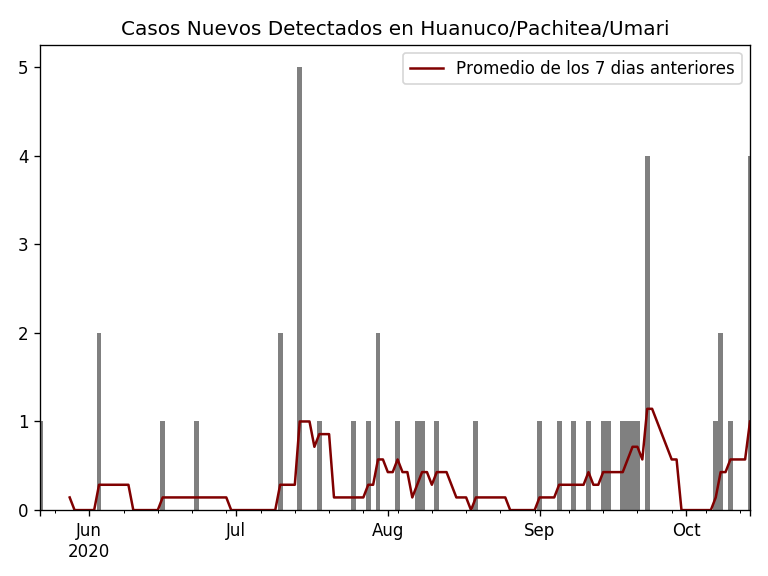 Casos Nuevos Detectados en Huanuco/Pachitea/Umari
Promedio de los 7 dias anteriores
5
4
3
2
1
0
Jun Jul Aug Sep Oct
2020